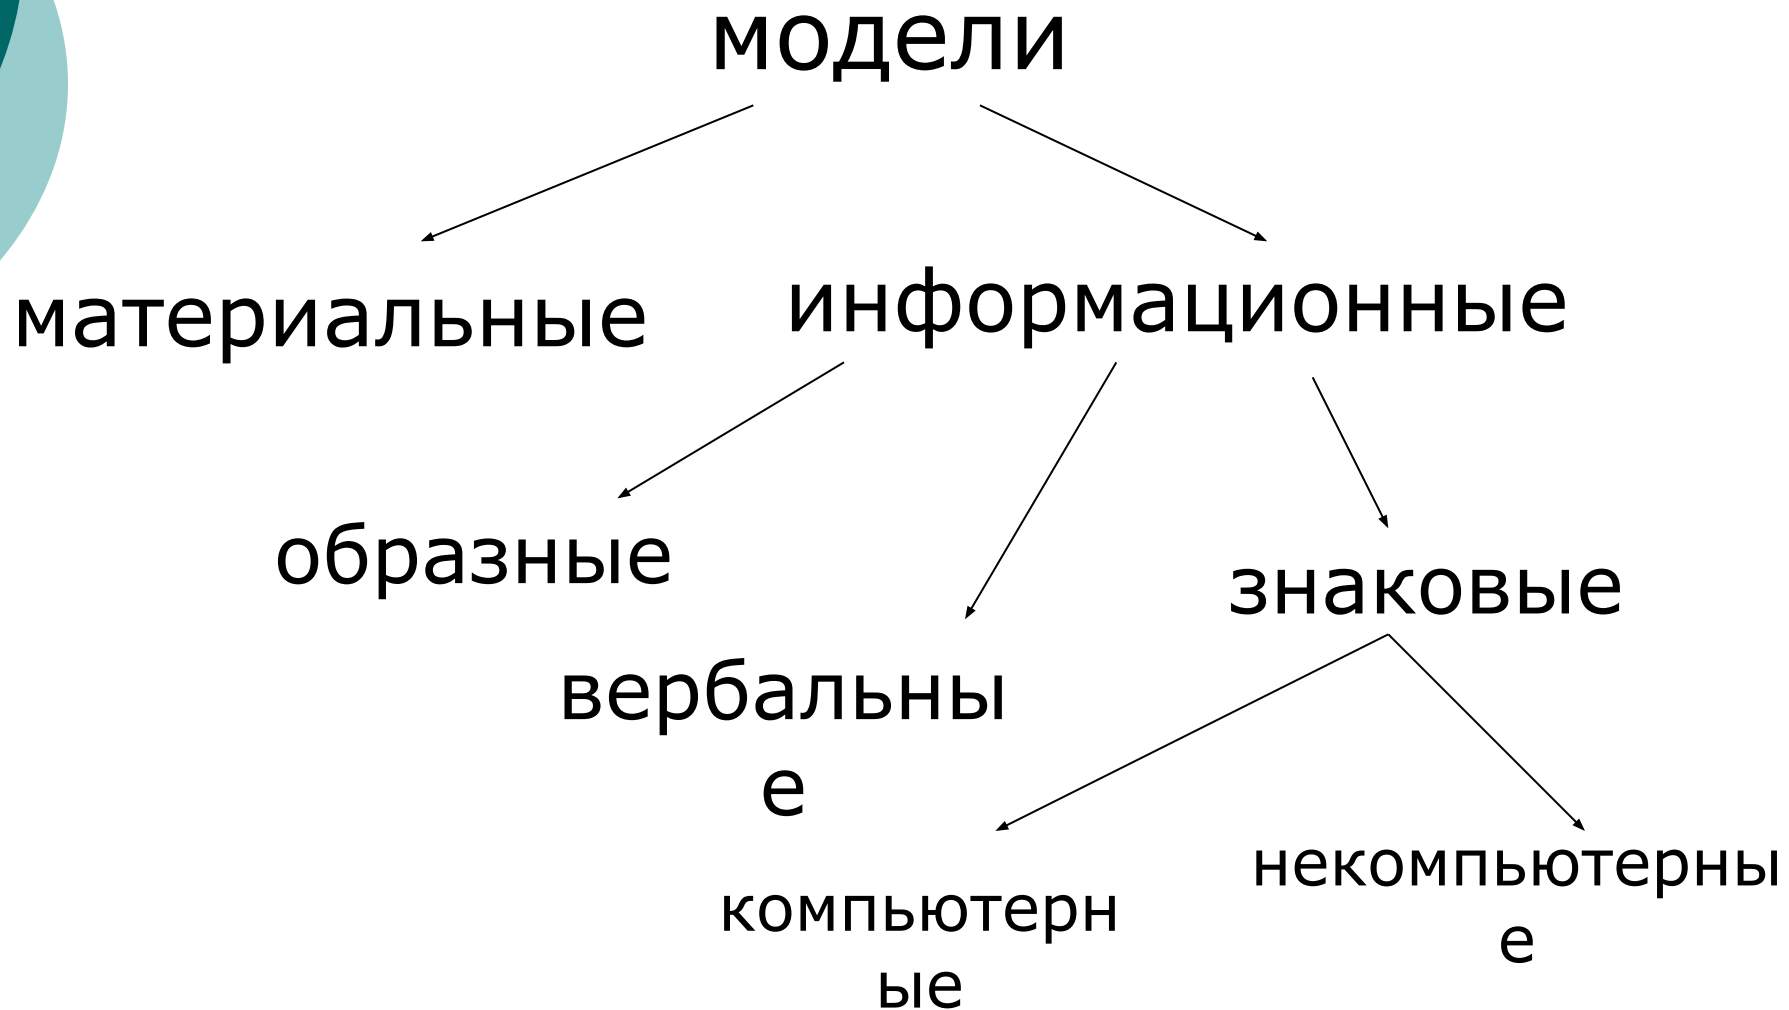 модели
материальные
информационные
образные
знаковые
вербальны
е
некомпьютерны
е
компьютерн
ые